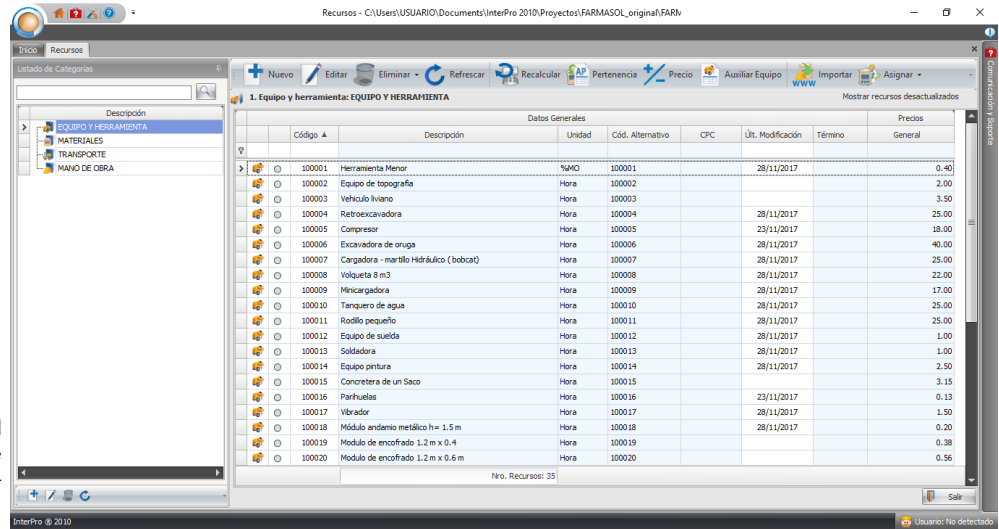 Recursos - C:\Users\USUARIO\Documents\InterPro 2010\Proyectos\FARMASOL_original\FARM
Inicio Recursos
Listado de Categorías
Nuevo Editar Eliminar Refrescar Recalcular Pertenencia Precio Auxiliar Equipo Importar Asignar
1. Equipo y herramienta: EQUIPO Y HERRAMIENTA Mostrar recursos desactualizados
Descripción
EQUIPO Y HERRAMIENTA
MATERIALES
TRANSPORTE
MANO DE OBRA
Datos Generales Precios
Código Descripción Unidad Cód. Alternativo CPC Últ. Modificación Término General
100001 Herramienta Menor %MO 100001 28/11/2017 0.40
100002 Equipo de topografia Hora 100002 2.00
100003 Vehiculo liviano Hora 100003 3.50
100004 Retroexcavadora Hora 100004 28/11/2017 25.00
100005 Compresor Hora 100005 23/11/2017 18.00
100006 Excavadora de oruga Hora 100006 28/11/2017 40.00
100007 Cargadora - martillo Hidráulico ( bobcat) Hora 100007 28/11/2017 25.00
100008 Volqueta 8 m3 Hora 100008 28/11/2017 22.00
100009 Minicargadora Hora 100009 28/11/2017 17.00
100010 Tanquero de agua Hora 100010 28/11/2017 25.00
100011 Rodillo pequeño Hora 100011 28/11/2017 25.00
100012 Equipo de suelda Hora 100012 28/11/2017 1.00
100013 Soldadora Hora 100013 28/11/2017 1.00
100014 Equipo pintura Hora 100014 28/11/2017 2.50
100015 Concretera de un Saco Hora 100015 3.15
100016 Parihuelas Hora 100016 23/11/2017 0.13
100017 Vibrador Hora 100017 28/11/2017 1.50
100018 Módulo andamio metálico h= 1.5 m Hora 100018 28/11/2017 0.20
100019 Modulo de encofrado 1.2 m x 0.4 Hora 100019 0.38
100020 Modulo de encofrado 1.2 m x 0.6 m Hora 100020 0.56
Nro. Recursos: 35
Salir
InterPro ® 2010 Usuario: No detectado
Comunicación y Soporte